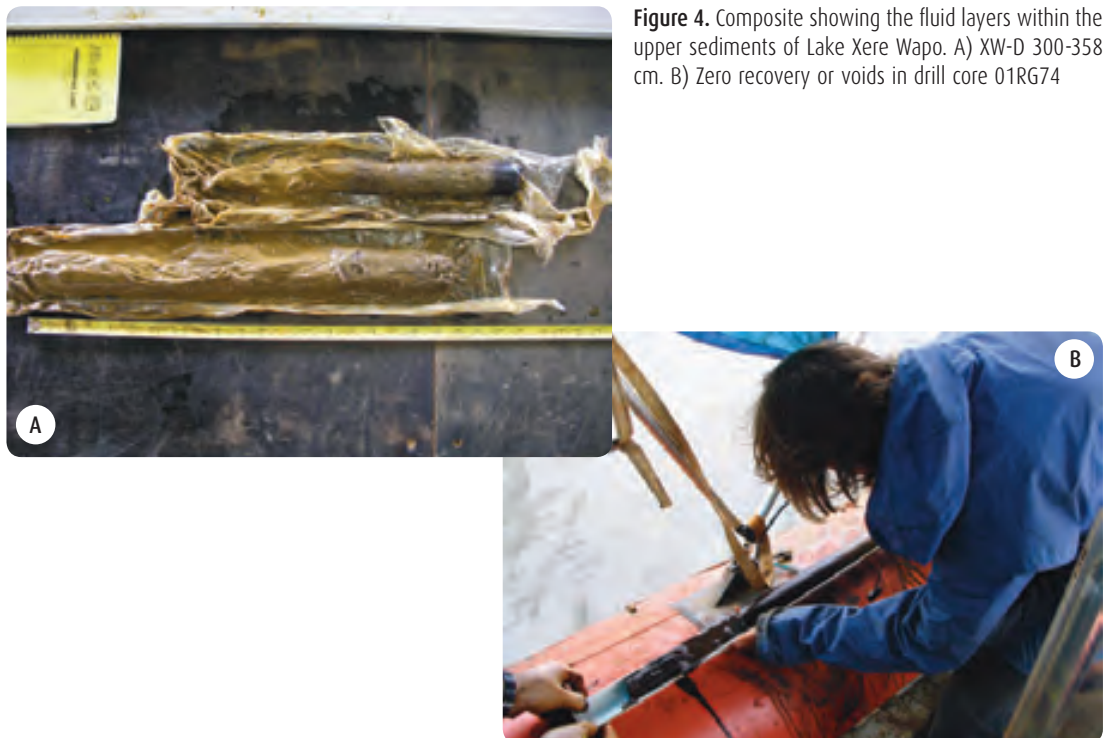 Figure 4. Composite showing the fluid layers within the
upper sediments of Lake Xere Wapo. A) XW-D 300-358
cm. B) Zero recovery or voids in drill core 01RG74
A
B